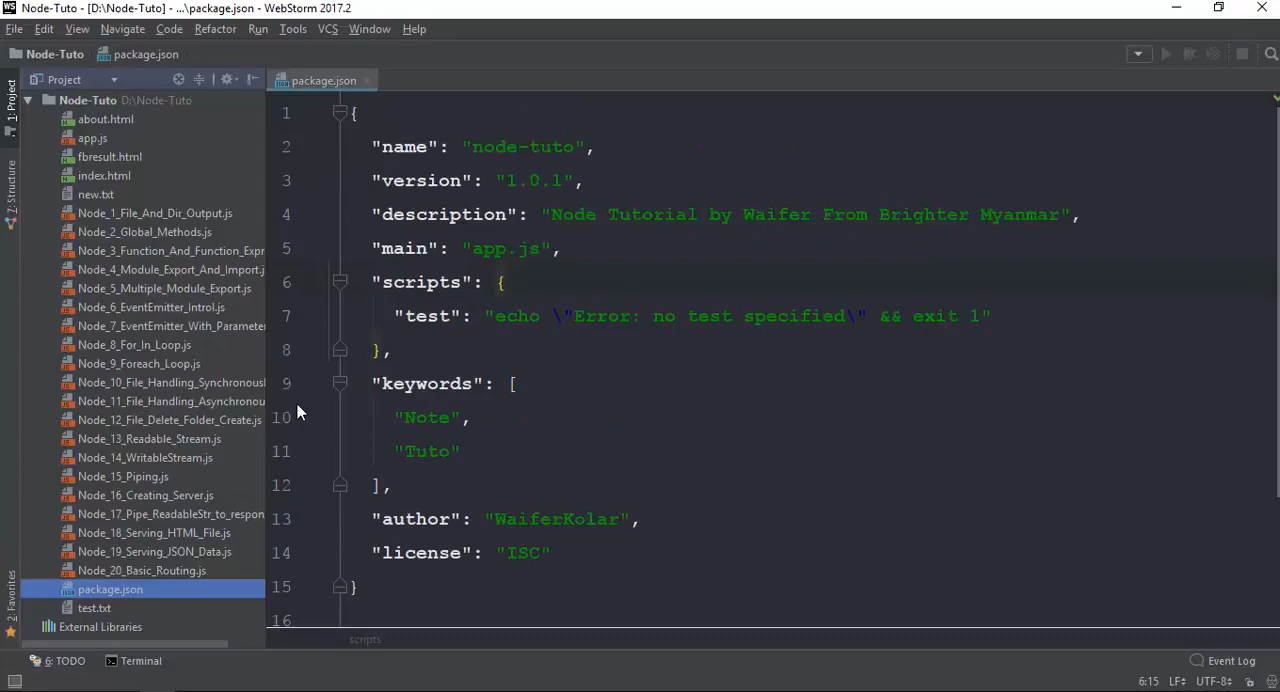 WS Node-Tuto - [D:\Node-Tuto] - ...\package.json - WebStorm 2017.2
File Edit View Navigate Code Refactor Run Tools VCS Window Help
Node-Tuto package.json
Project
package.json
1: Project
7: Structure
2: Favorites
Node-Tuto D:\Node-Tuto
about.html
app.js
fbresult.html
index.html
new.txt
Node_1_File_And_Dir_Output.js
Node_2_Global_Methods.js
Node_3_Function_And_Function_Expr
Node_4_Module_Export_And_Import.j
Node_5_Multiple_Module_Export.js
Node_6_EventEmitter_Introl.js
Node_7_EventEmitter_With_Parameter
Node_8_For_In_Loop.js
Node_9_Foreach_Loop.js
Node_10_File_Handling_Synchronousl
Node_11_File_Handling_Asynchronou
Node_12_File_Delete_Folder_Create.js
Node_13_Readable_Stream.js
Node_14_WritableStream.js
Node_15_Piping.js
Node_16_Creating_Server.js
Node_17_Pipe_ReadableStr_to_respon
Node_18_Serving_HTML_File.js
Node_19_Serving_JSON_Data.js
Node_20_Basic_Routing.js
package.json
test.txt
External Libraries
1 {
2 "name": "node-tuto",
3 "version": "1.0.1",
4 "description": "Node Tutorial by Waifer From Brighter Myanmar",
5 "main": "app.js",
6 "scripts": {
7 "test": "echo \"Error: no test specified\" && exit 1"
8 },
9 "keywords": [
10 "Note",
11 "Tuto"
12 ],
13 "author": "WaiferKolar",
14 "license": "ISC"
15 }
16
scripts
6: TODO Terminal Event Log
6:15 LF÷ UTF-8÷